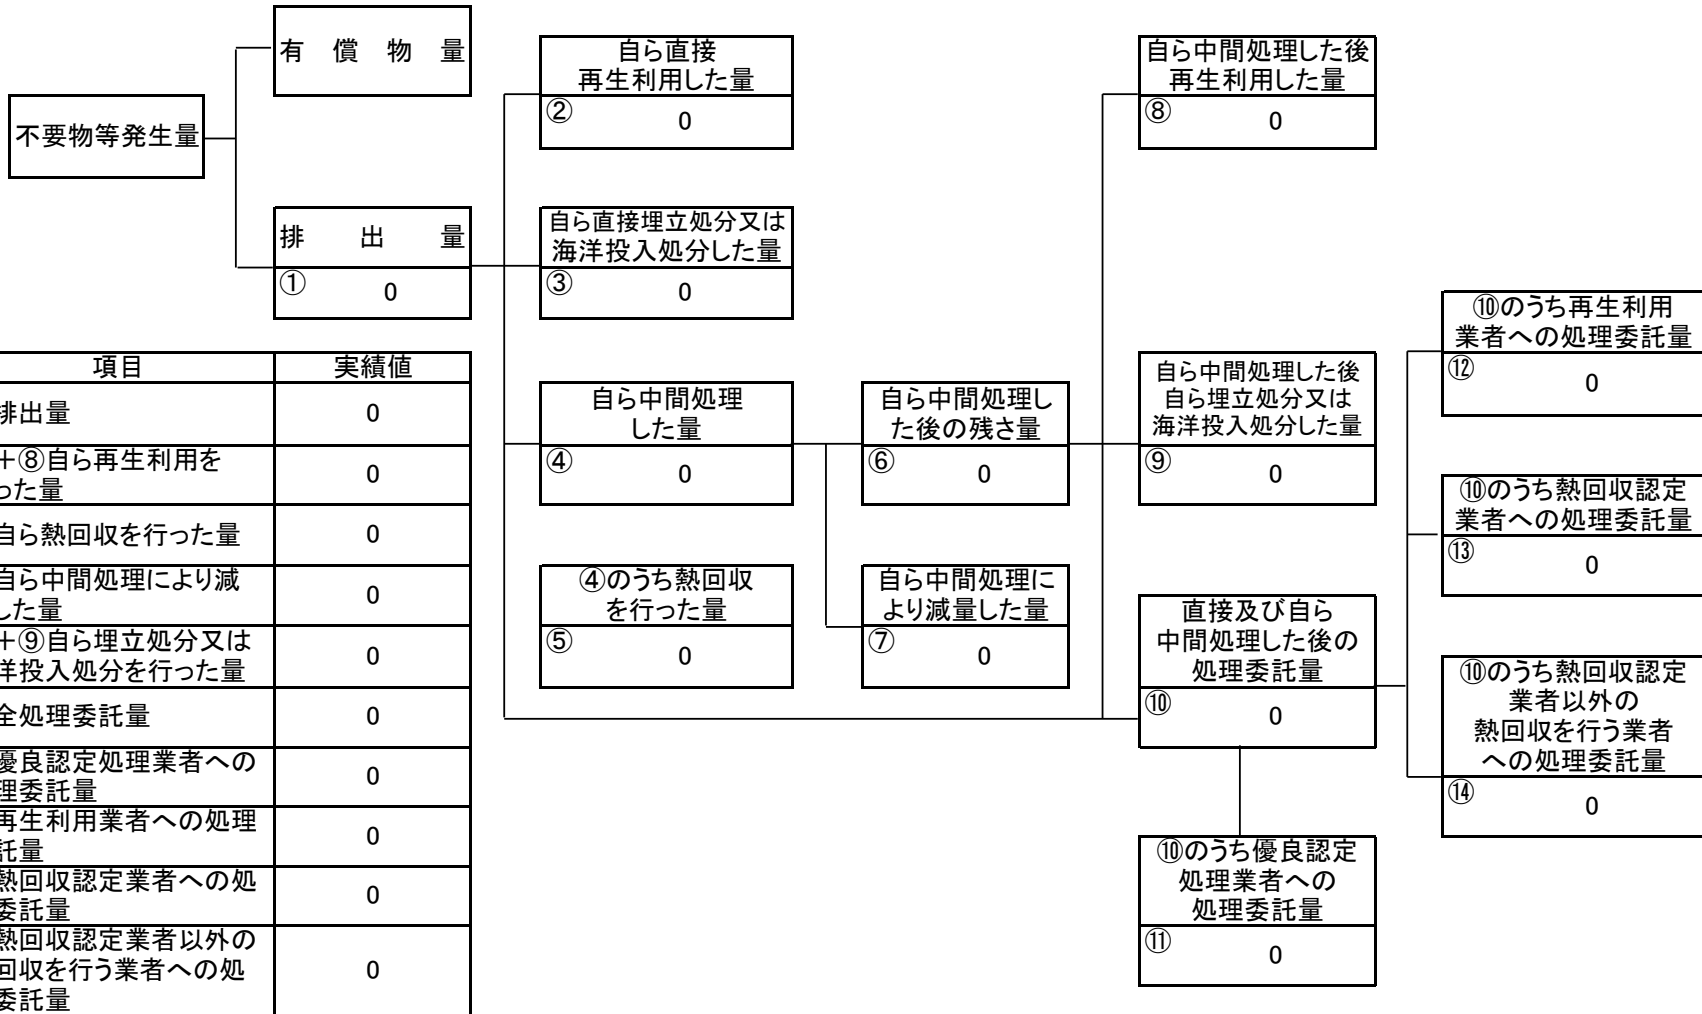 有償物量
不要物等発生量
排出量
①
0
自ら直接
再生利用した量
②
0
自ら直接埋立処分又は
海洋投入処分した量
③
0
自ら中間処理
した量
④
0
④のうち熱回収
を行った量
⑤
0
自ら中間処理し
た後の残さ量
⑥
0
自ら中間処理に
より減量した量
⑦
0
自ら中間処理した後
再生利用した量
⑧
0
自ら中間処理した後
自ら埋立処分又は
海洋投入処分した量
⑨
0
直接及び自ら
中間処理した後の
処理委託量
⑩
0
⑩のうち優良認定
処理業者への
処理委託量
⑪
0
⑩のうち再生利用
業者への処理委託量
⑫
0
⑩のうち熱回収認定
業者への処理委託量
⑬
0
⑩のうち熱回収認定
業者以外の
熱回収を行う業者
への処理委託量
⑭
0
項目 実績値
排出量 0
+⑧自ら再生利用を
った量 0
自ら熱回収を行った量 0
自ら中間処理により減
した量 0
+⑨自ら埋立処分又は
洋投入処分を行った量 0
全処理委託量 0
優良認定処理業者への
理委託量 0
再生利用業者への処理
託量 0
熱回収認定業者への処
委託量 0
熱回収認定業者以外の
回収を行う業者への処
委託量 0